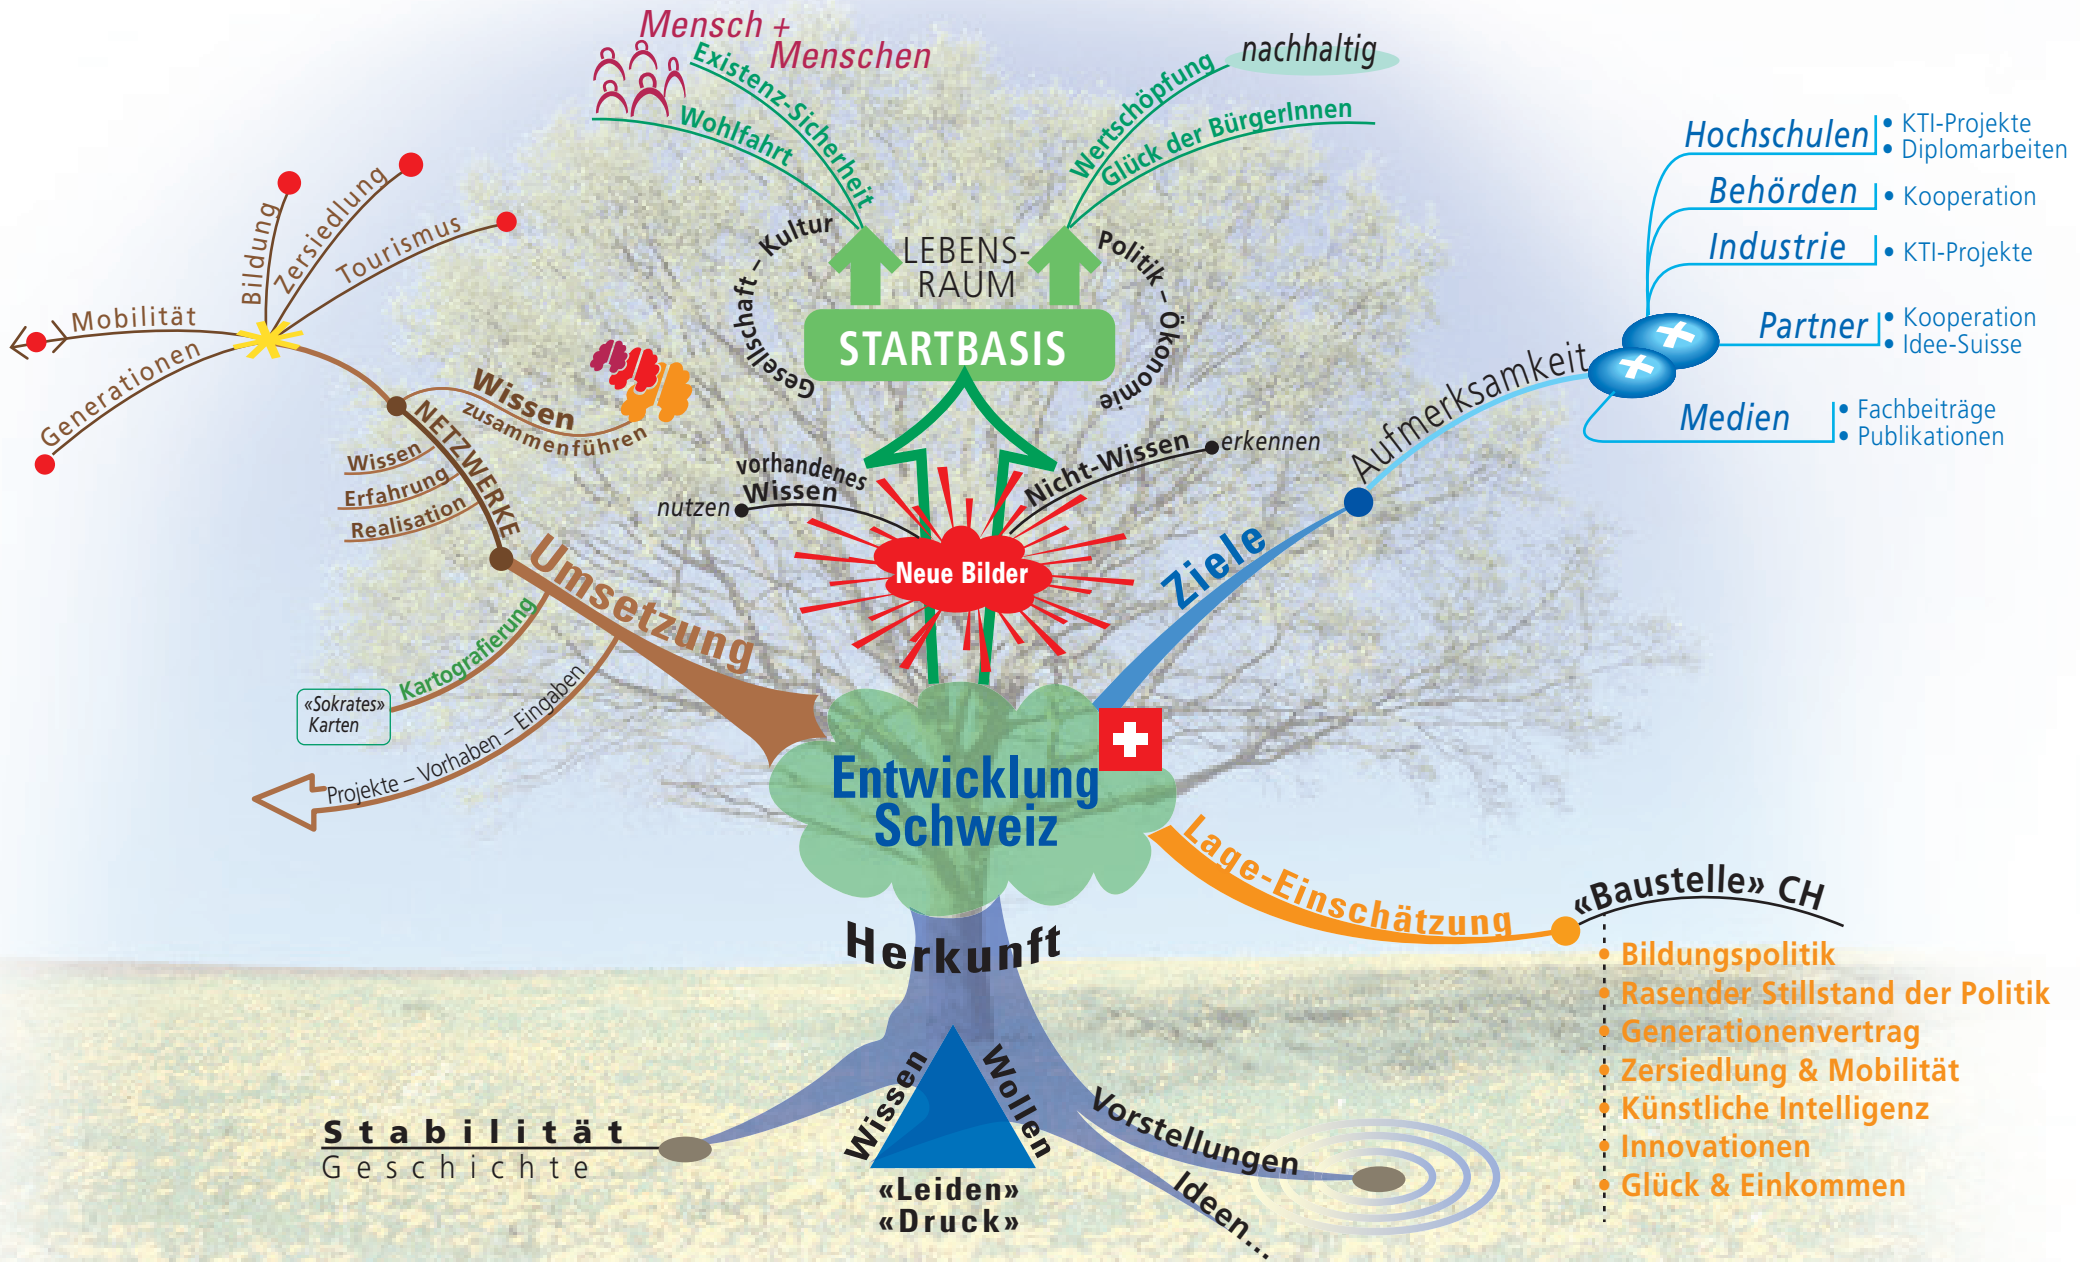 Mensch +
Menschen
Existenz-Sicherheit
Wohlfahrt
nachhaltig
Wertschöpfung
Glück der BürgerInnen
Gesellschaft – Kultur
LEBENS-
RAUM
Politik – Ökonomie
STARTBASIS
vorhandenes
Wissen
nutzen
Nicht-Wissen
erkennen
Neue Bilder
Bildung
Zersiedlung
Tourismus
Mobilität
Generationen
NETZWERKE
Wissen
zusammenführen
Wissen
Erfahrung
Realisation
Umsetzung
Kartografierung
«Sokrates»
Karten
Projekte – Vorhaben – Eingaben
Ziele
Aufmerksamkeit
Hochschulen
• KTI-Projekte
• Diplomarbeiten
Behörden
• Kooperation
Industrie
• KTI-Projekte
Partner
• Kooperation
• Idee-Suisse
Medien
• Fachbeiträge
• Publikationen
Entwicklung
Schweiz
Lage-Einschätzung
«Baustelle» CH
• Bildungspolitik
• Rasender Stillstand der Politik
• Generationenvertrag
• Zersiedlung & Mobilität
• Künstliche Intelligenz
• Innovationen
• Glück & Einkommen
Herkunft
Wissen
Wollen
«Leiden»
«Druck»
Stabilität
Geschichte
Vorstellungen
Ideen...